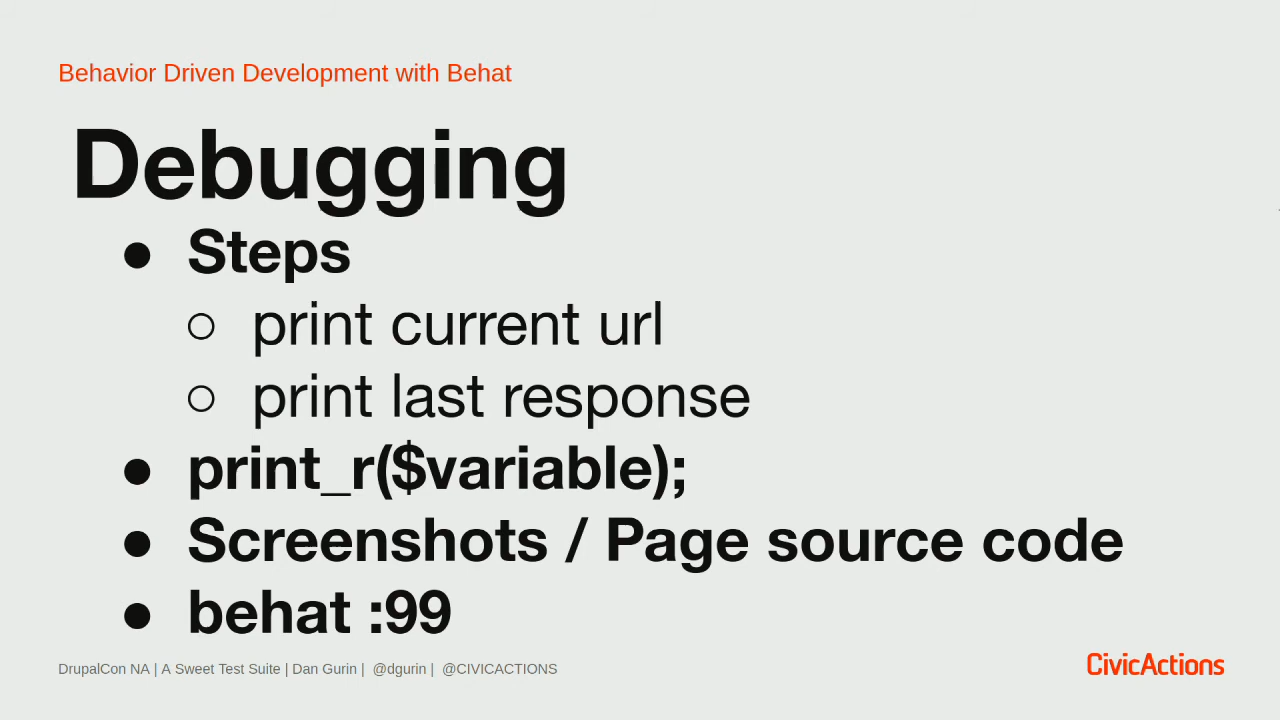 Behavior Driven Development with Behat
Debugging
● Steps
○ print current url
○ print last response
● print_r($variable);
● Screenshots / Page source code
● behat :99
DrupalCon NA | A Sweet Test Suite | Dan Gurin | @dgurin | @CIVICACTIONS
CivicActions